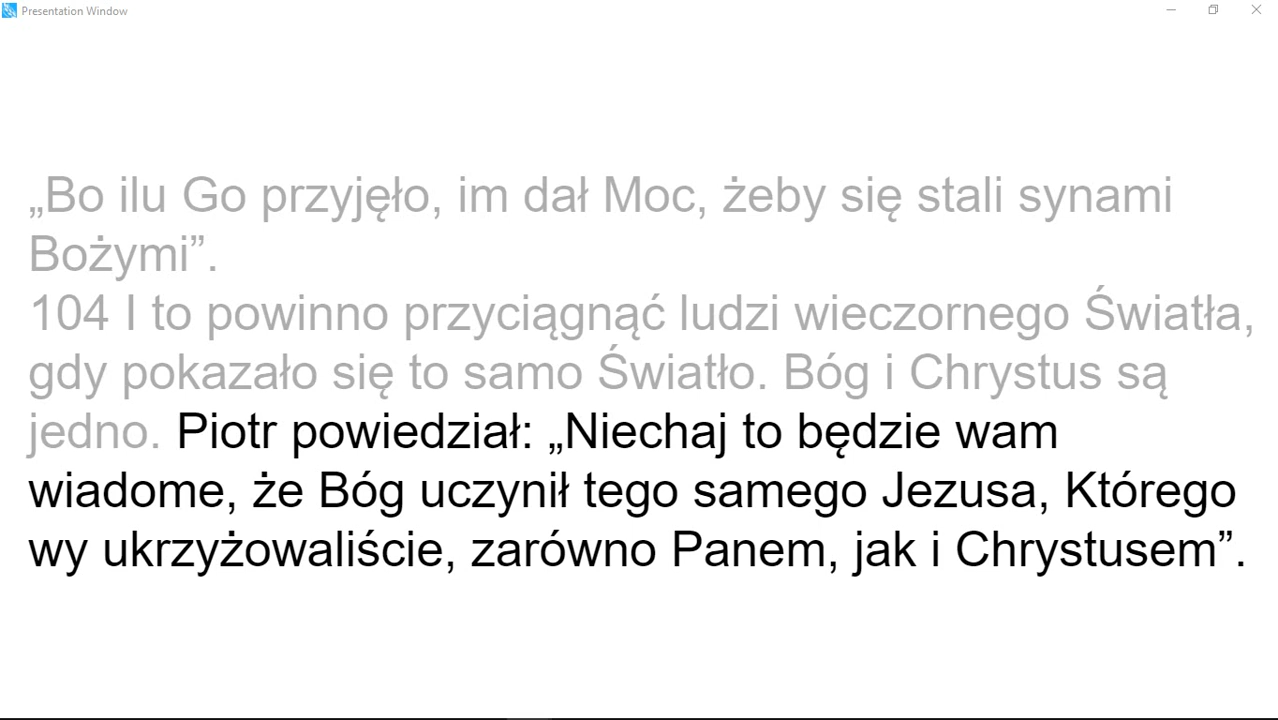 Presentation Window
„Bo ilu Go przyjęło, im dał Moc, żeby się stali synami
Bożymi”.
104 I to powinno przyciągnąć ludzi wieczornego Światła,
gdy pokazało się to samo Światło. Bóg i Chrystus są
jedno. Piotr powiedział: „Niechaj to będzie wam
wiadome, że Bóg uczynił tego samego Jezusa, Którego
wy ukrzyżowaliście, zarówno Panem, jak i Chrystusem”.